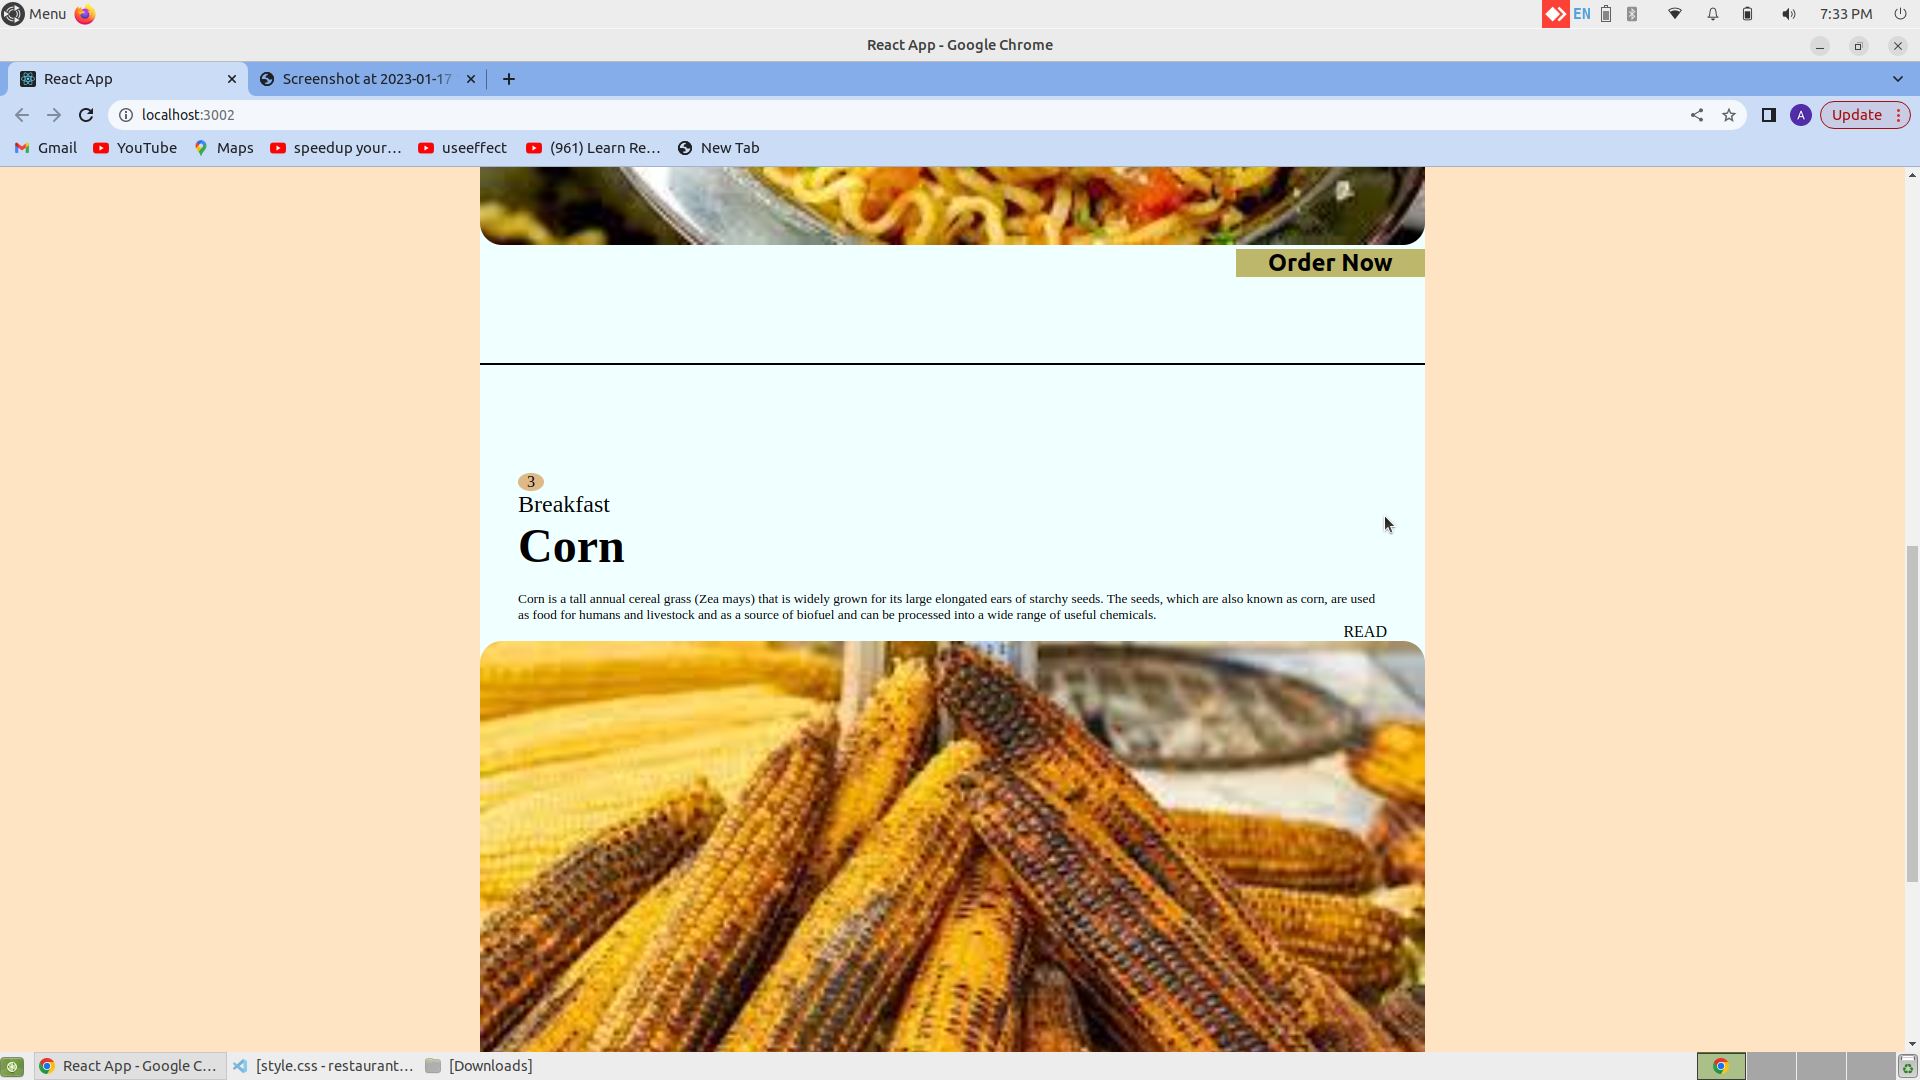 Menu
EN
7:33 PM
React App - Google Chrome
React App
Screenshot at 2023-01-17
localhost:3002
A
Update
Gmail
YouTube
Maps
speedup your…
useeffect
(961) Learn Re…
New Tab
Order Now
3
Breakfast
Corn
Corn is a tall annual cereal grass (Zea mays) that is widely grown for its large elongated ears of starchy seeds. The seeds, which are also known as corn, are used
as food for humans and livestock and as a source of biofuel and can be processed into a wide range of useful chemicals.
READ
React App - Google C…
[style.css - restaurant…
[Downloads]